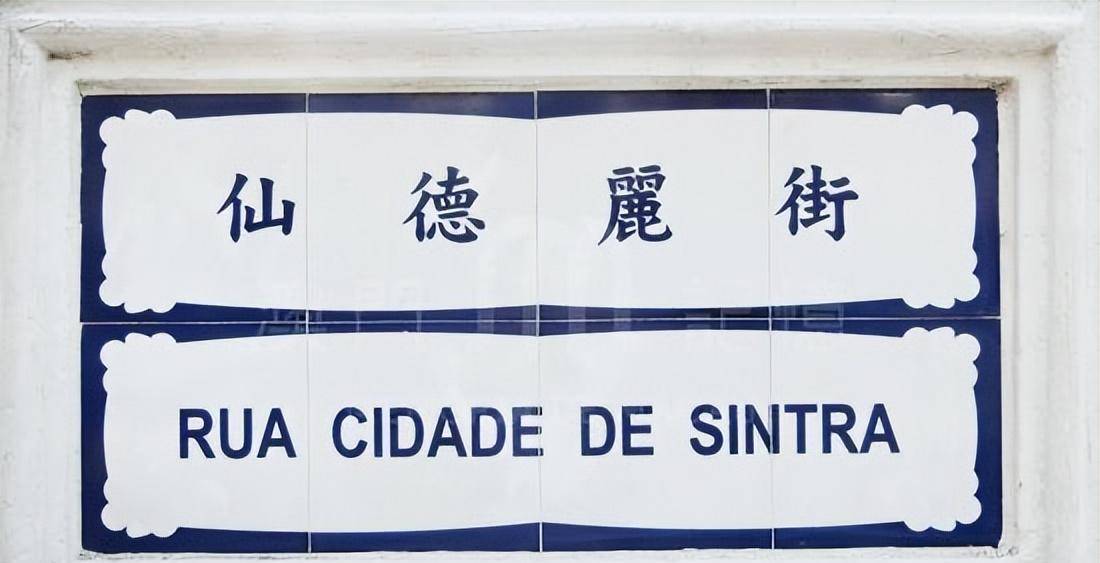 仙德麗街
RUA CIDADE DE SINTRA